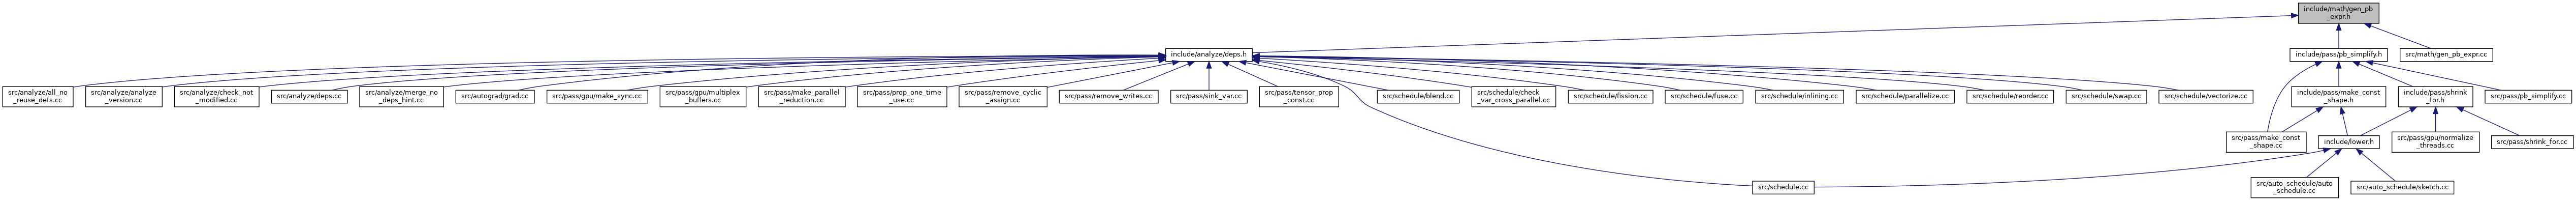 include/math/gen_pb
_expr.h
include/analyze/deps.h
include/pass/pb_simplify.h
src/math/gen_pb_expr.cc
src/analyze/all_no
_reuse_defs.cc
src/analyze/analyze
_version.cc
src/analyze/check_not
_modified.cc
src/analyze/deps.cc
src/analyze/merge_no
_deps_hint.cc
src/autograd/grad.cc
src/pass/gpu/make_sync.cc
src/pass/gpu/multiplex
_buffers.cc
src/pass/make_parallel
_reduction.cc
src/pass/prop_one_time
_use.cc
src/pass/remove_cyclic
_assign.cc
src/pass/remove_writes.cc
src/pass/sink_var.cc
src/pass/tensor_prop
_const.cc
src/schedule/blend.cc
src/schedule/check
_var_cross_parallel.cc
src/schedule/fission.cc
src/schedule/fuse.cc
src/schedule/inlining.cc
src/schedule/parallelize.cc
src/schedule/reorder.cc
src/schedule/swap.cc
src/schedule/vectorize.cc
include/pass/make_const
_shape.h
include/pass/shrink
_for.h
src/pass/pb_simplify.cc
src/pass/make_const
_shape.cc
include/lower.h
src/pass/gpu/normalize
_threads.cc
src/pass/shrink_for.cc
src/schedule.cc
src/auto_schedule/auto
_schedule.cc
src/auto_schedule/sketch.cc